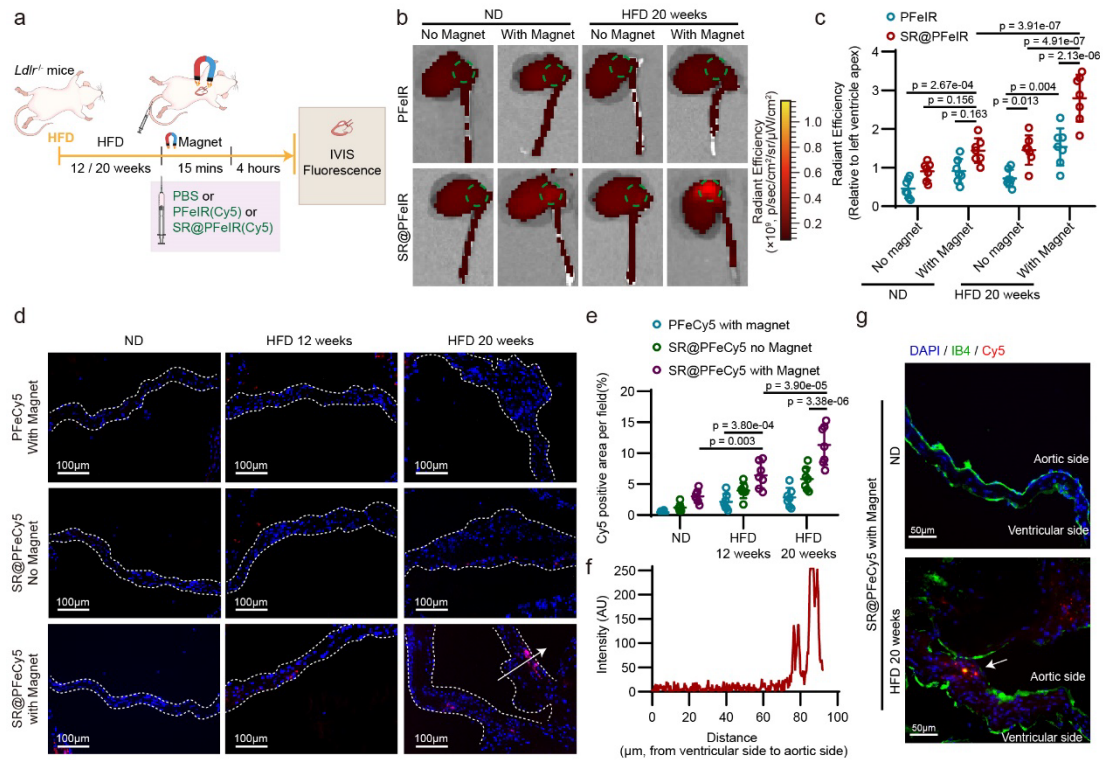 a
Ldlr-/- mice
HFD
HFD
Magnet
12 / 20 weeks
15 mins
4 hours
IVIS
Fluorescence
PBS or
PFeIR(Cy5) or
SR@PFeIR(Cy5)
b
ND
HFD 20 weeks
No Magnet
With Magnet
No Magnet
With Magnet
PFeIR
SR@PFeIR
1.2
1.0
0.8
0.6
0.4
0.2
Radiant Efficiency
(×10⁹, p/sec/cm²/sr/μW/cm²)
c
PFeIR
SR@PFeIR
p = 3.91e-07
p = 4.91e-07
p = 2.13e-06
p = 2.67e-04
p = 0.004
p = 0.156
p = 0.013
p = 0.163
Radiant Efficiency
(Relative to left ventricle apex)
4
3
2
1
0
No magnet
With Magnet
No magnet
With Magnet
ND
HFD 20 weeks
d
ND
HFD 12 weeks
HFD 20 weeks
PFeCy5
With Magnet
100μm
100μm
100μm
SR@PFeCy5
No Magnet
100μm
100μm
100μm
SR@PFeCy5
with Magnet
100μm
100μm
100μm
e
PFeCy5 with magnet
SR@PFeCy5 no Magnet
SR@PFeCy5 with Magnet
p = 3.90e-05
p = 3.38e-06
p = 3.80e-04
p = 0.003
Cy5 positive area per field(%)
20
15
10
5
0
ND
HFD
12 weeks
HFD
20 weeks
f
Intensity (AU)
250
200
150
100
50
0
0
20
40
60
80
100
Distance
(μm, from ventricular side to aortic side)
g
DAPI / IB4 / Cy5
SR@PFeCy5 with Magnet
ND
Aortic side
Ventricular side
50μm
HFD 20 weeks
Aortic side
Ventricular side
50μm